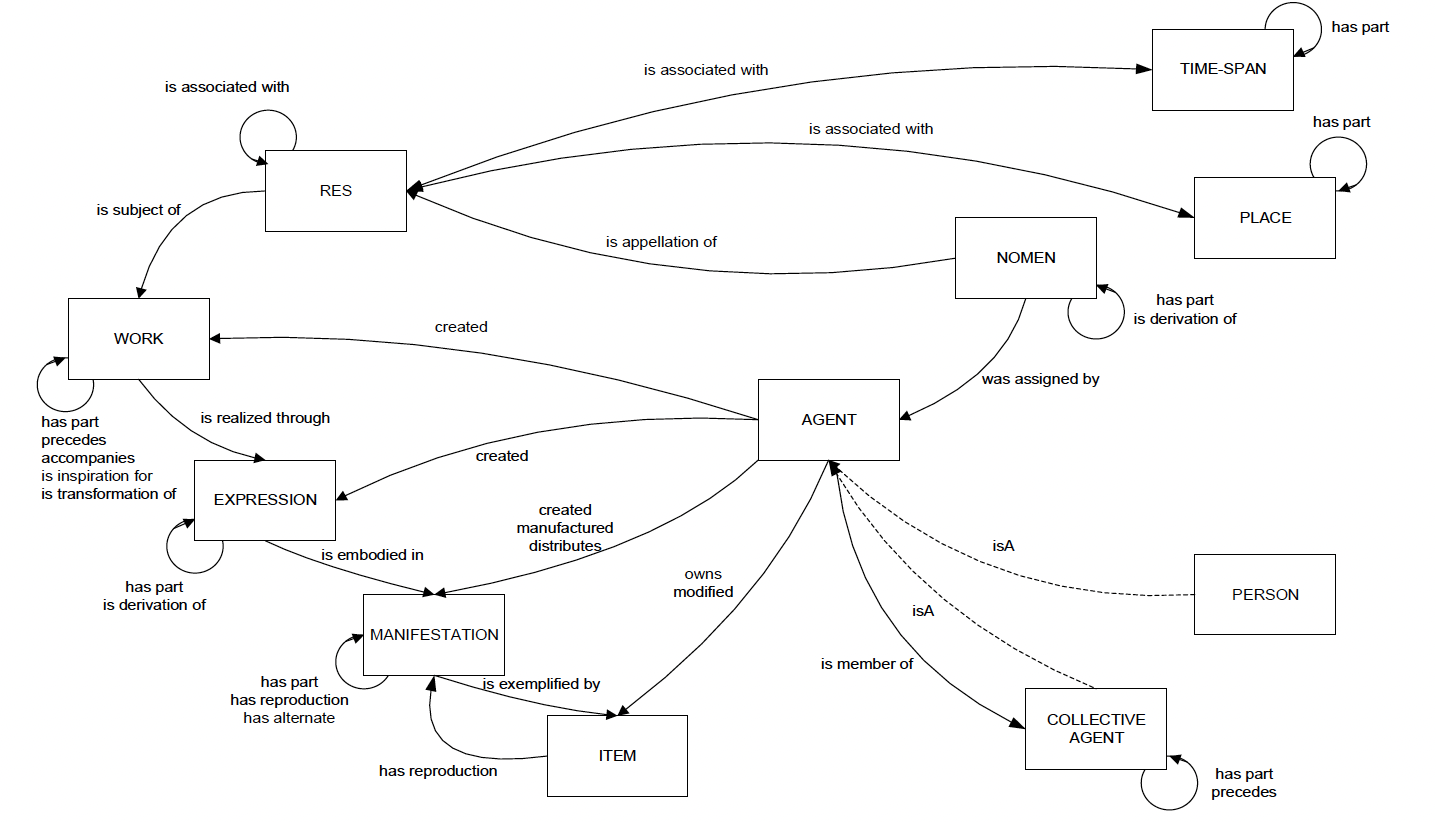 has part
TIME-SPAN
is associated with
is associated with
has part
is associated with
RES
is subject of
PLACE
is appellation of
NOMEN
has part
is derivation of
created
WORK
was assigned by
is realized through
AGENT
has part
precedes
accompanies
is inspiration for
is transformation of
created
EXPRESSION
created
manufactured
distributes
isA
is embodied in
owns
modified
has part
is derivation of
PERSON
isA
MANIFESTATION
is member of
is exemplified by
has part
has reproduction
has alternate
COLLECTIVE
AGENT
ITEM
has reproduction
has part
precedes